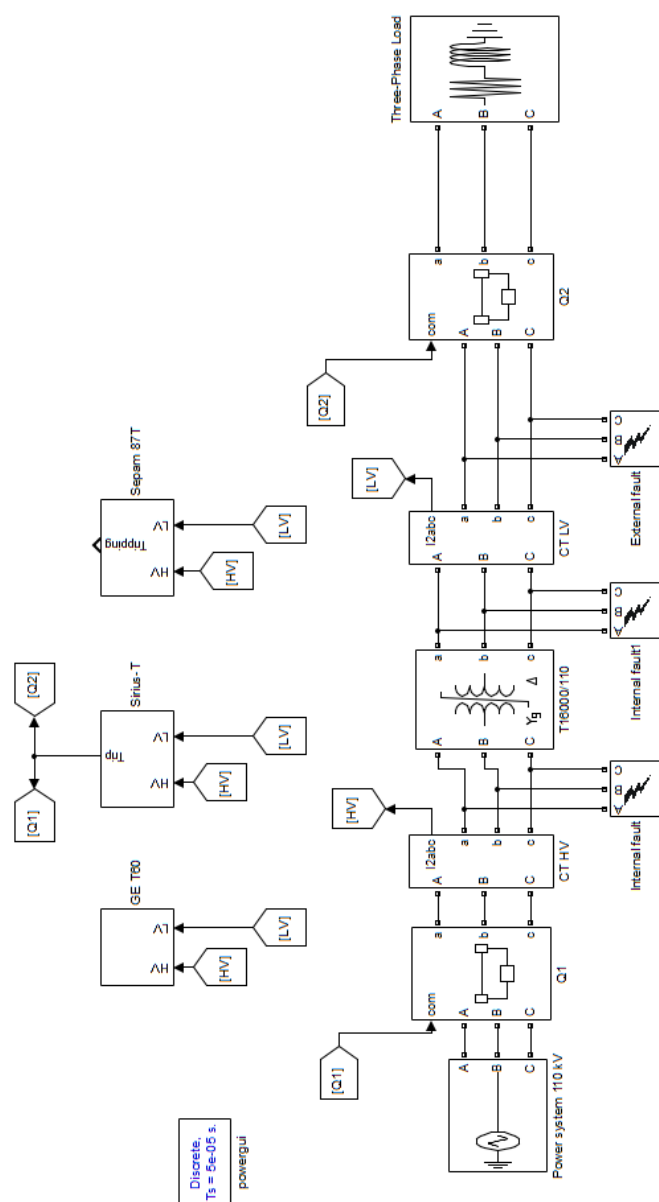 Discrete,
Ts = 5e-05 s.
powergui
GE T60
HV
LV
[HV]
[LV]
[Q1]
[Q2]
Sirius-T
Trip
HV
LV
[HV]
[LV]
Sepam 87T
Tripping
HV
LV
[HV]
[LV]
Power system 110 kV
A
B
C
[Q1]
Q1
com
A
B
C
a
b
c
[HV]
CT HV
I2abc
A
B
C
a
b
c
Internal fault
A
B
C
T16000/110
Yg
Δ
A
B
C
a
b
c
Internal fault1
A
B
C
[LV]
CT LV
I2abc
A
B
C
a
b
c
External fault
A
B
C
[Q2]
Q2
com
A
B
C
a
b
c
Three-Phase Load
A
B
C